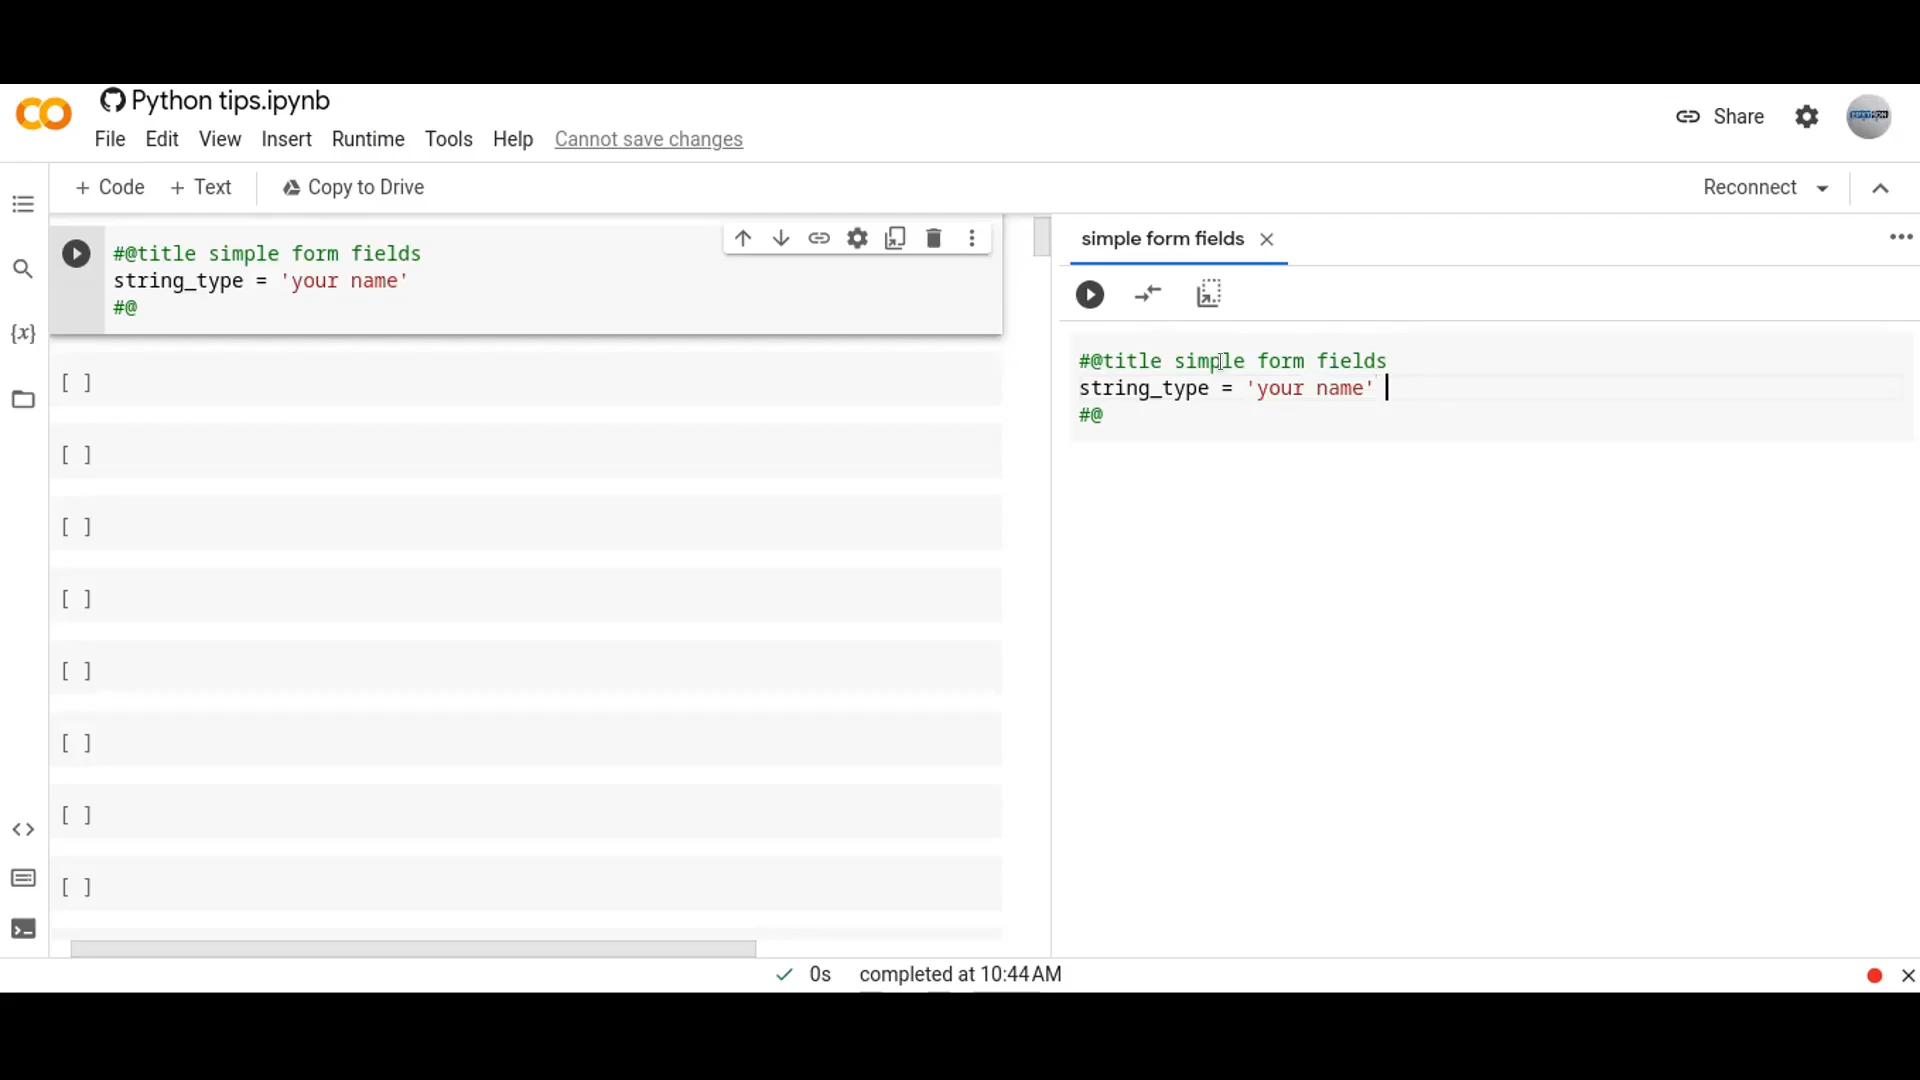 Python tips.ipynb
File Edit View Insert Runtime Tools Help Cannot save changes
Share
+ Code + Text Copy to Drive
Reconnect
#@title simple form fields
string_type = 'your name'
#@
[ ]
[ ]
[ ]
[ ]
[ ]
[ ]
[ ]
[ ]
simple form fields
#@title simple form fields
string_type = 'your name'
#@
{x}
0s completed at 10:44 AM